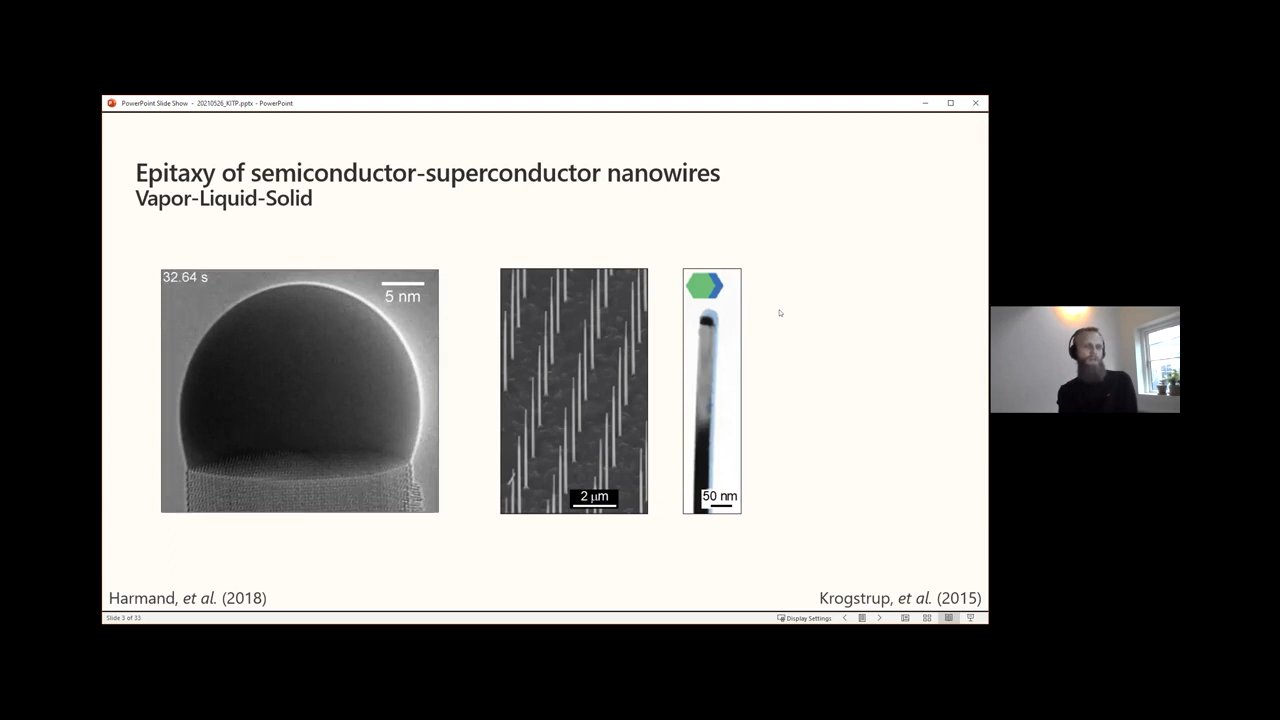 PowerPoint Slide Show - 20210526_KITP.pptx - PowerPoint
Epitaxy of semiconductor-superconductor nanowires
Vapor-Liquid-Solid
32.64 s
5 nm
2 μm
50 nm
Harmand, et al. (2018)
Krogstrup, et al. (2015)
Slide 3 of 33
Display Settings